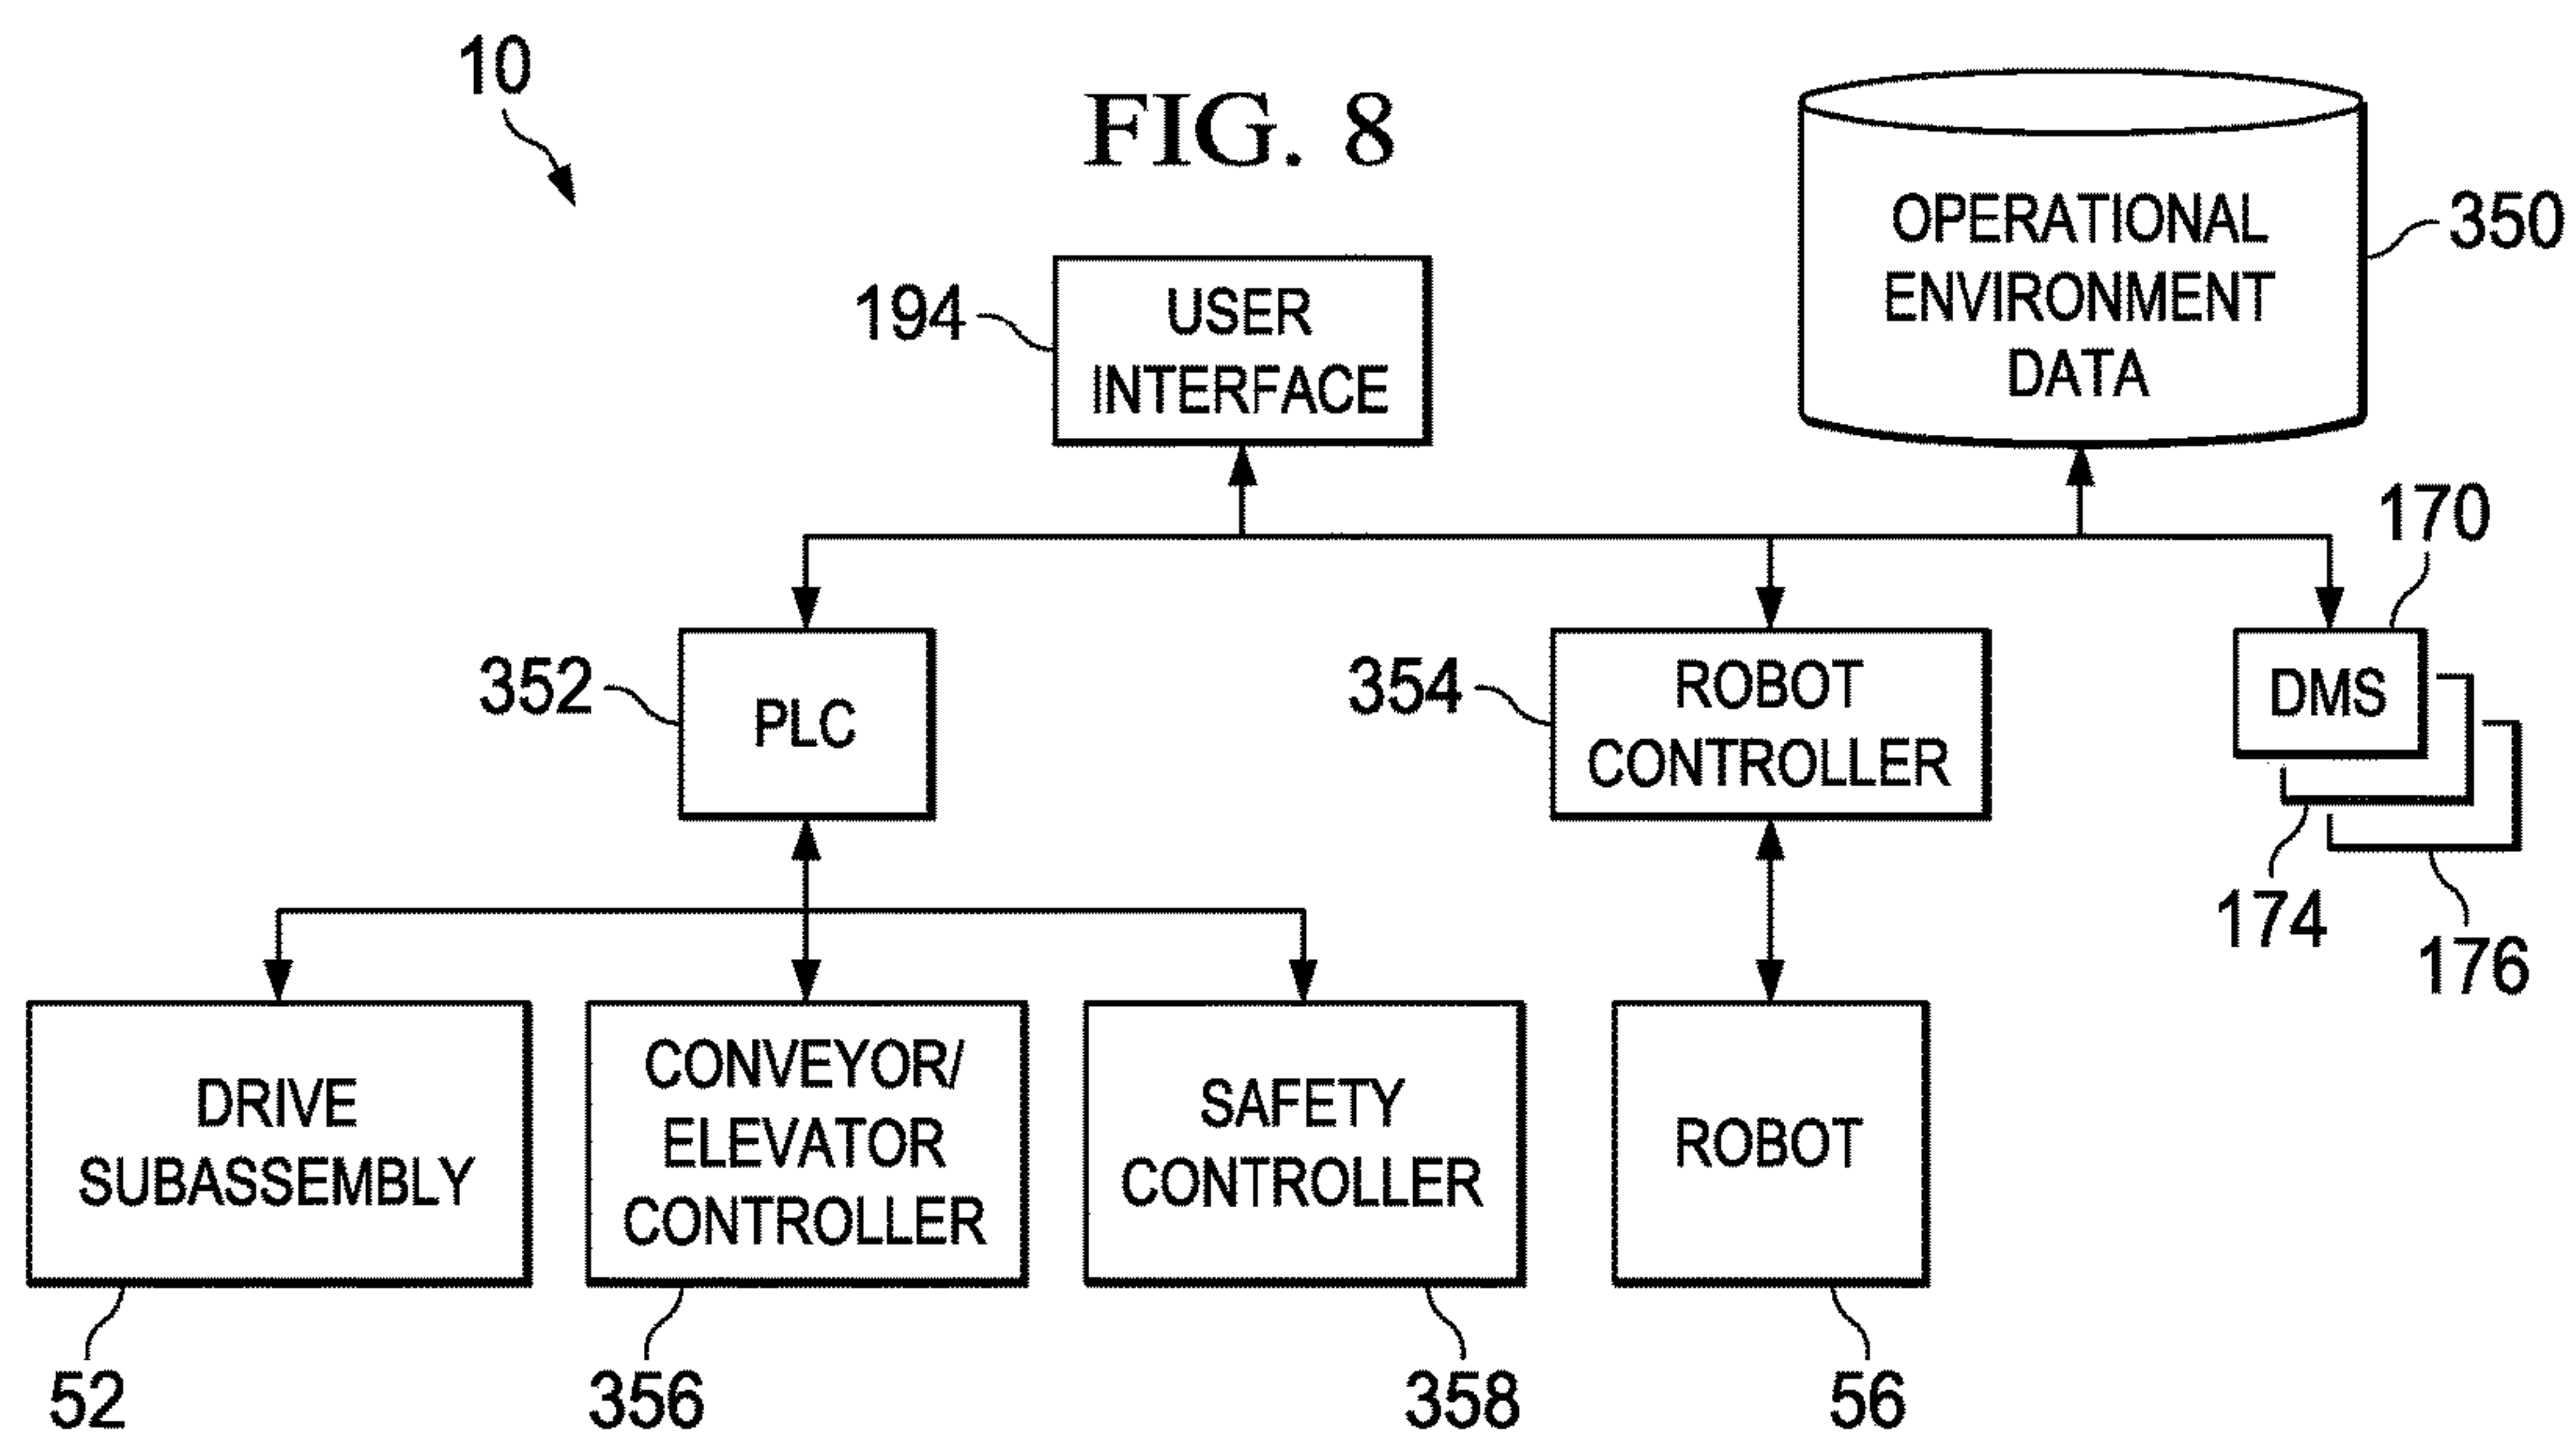 10
FIG. 8
OPERATIONAL
ENVIRONMENT
DATA
350
194
USER
INTERFACE
170
352
PLC
354
ROBOT
CONTROLLER
DMS
174
176
DRIVE
SUBASSEMBLY
CONVEYOR/
ELEVATOR
CONTROLLER
SAFETY
CONTROLLER
ROBOT
52
356
358
56